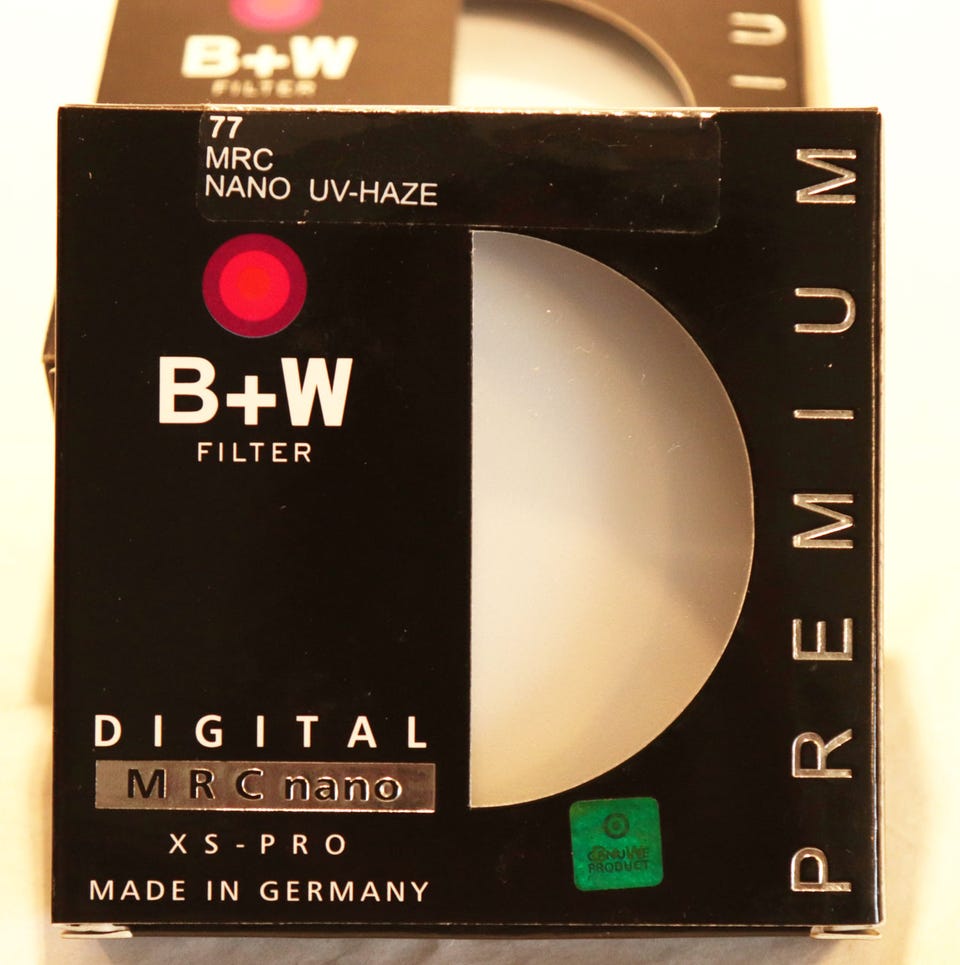 B+W
FILTER
I U
77
MRC
NANO UV-HAZE
B+W
FILTER
DIGITAL
MRC nano
XS-PRO
MADE IN GERMANY
GENUINE
PRODUCT
PREMIUM